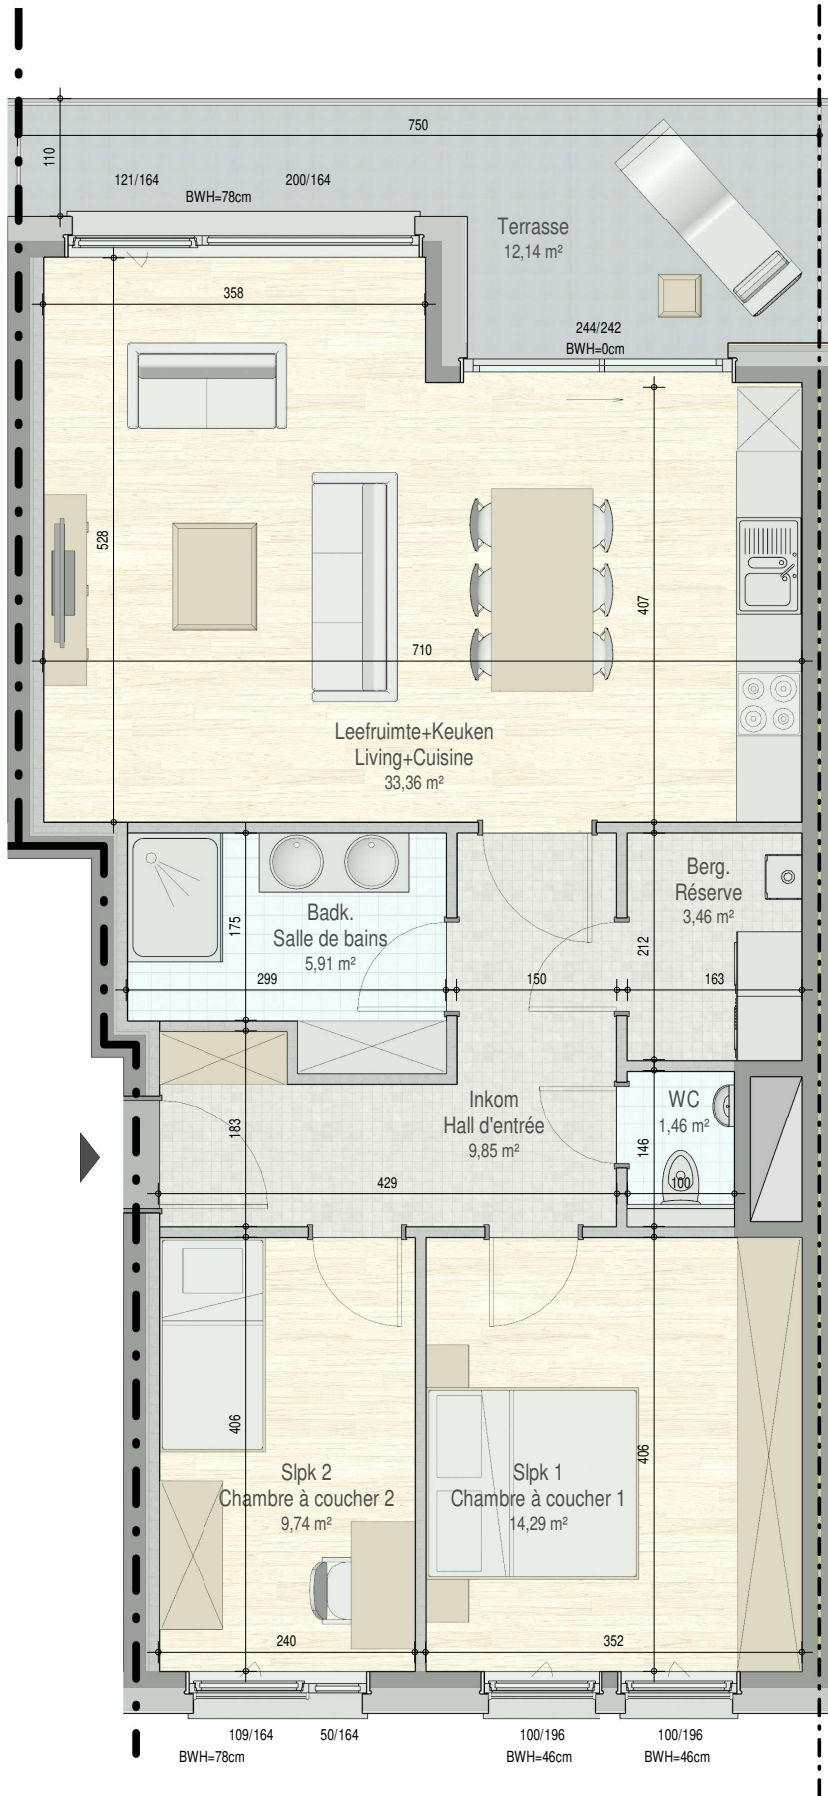 750
110
121/164
200/164
BWH=78cm
Terrasse
12,14 m²
358
244/242
BWH=0cm
528
407
710
Leefruimte+Keuken
Living+Cuisine
33,36 m²
Berg.
Réserve
3,46 m²
Badk.
Salle de bains
5,91 m²
175
212
299
150
163
Inkom
Hall d'entrée
9,85 m²
WC
1,46 m²
183
146
429
100
406
406
Slpk 2
Chambre à coucher 2
9,74 m²
Slpk 1
Chambre à coucher 1
14,29 m²
240
352
109/164
50/164
BWH=78cm
100/196
BWH=46cm
100/196
BWH=46cm